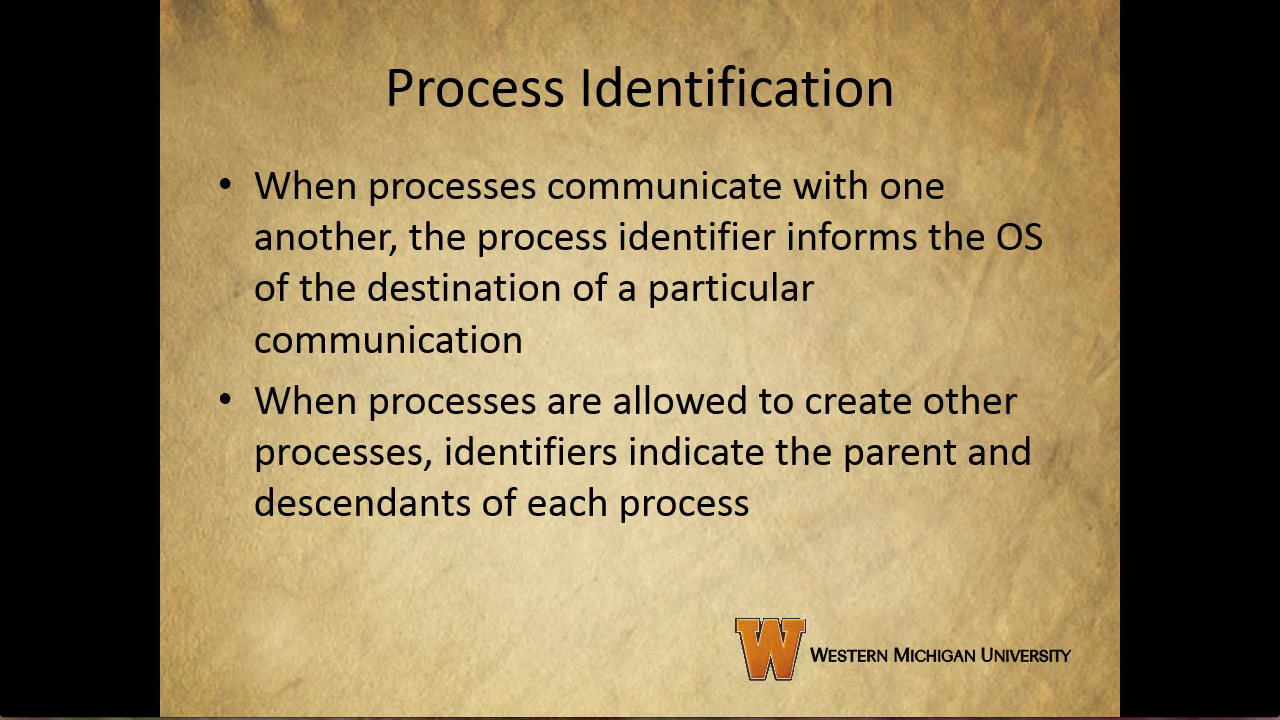 Process Identification
• When processes communicate with one
another, the process identifier informs the OS
of the destination of a particular
communication
• When processes are allowed to create other
processes, identifiers indicate the parent and
descendants of each process
W WESTERN MICHIGAN UNIVERSITY